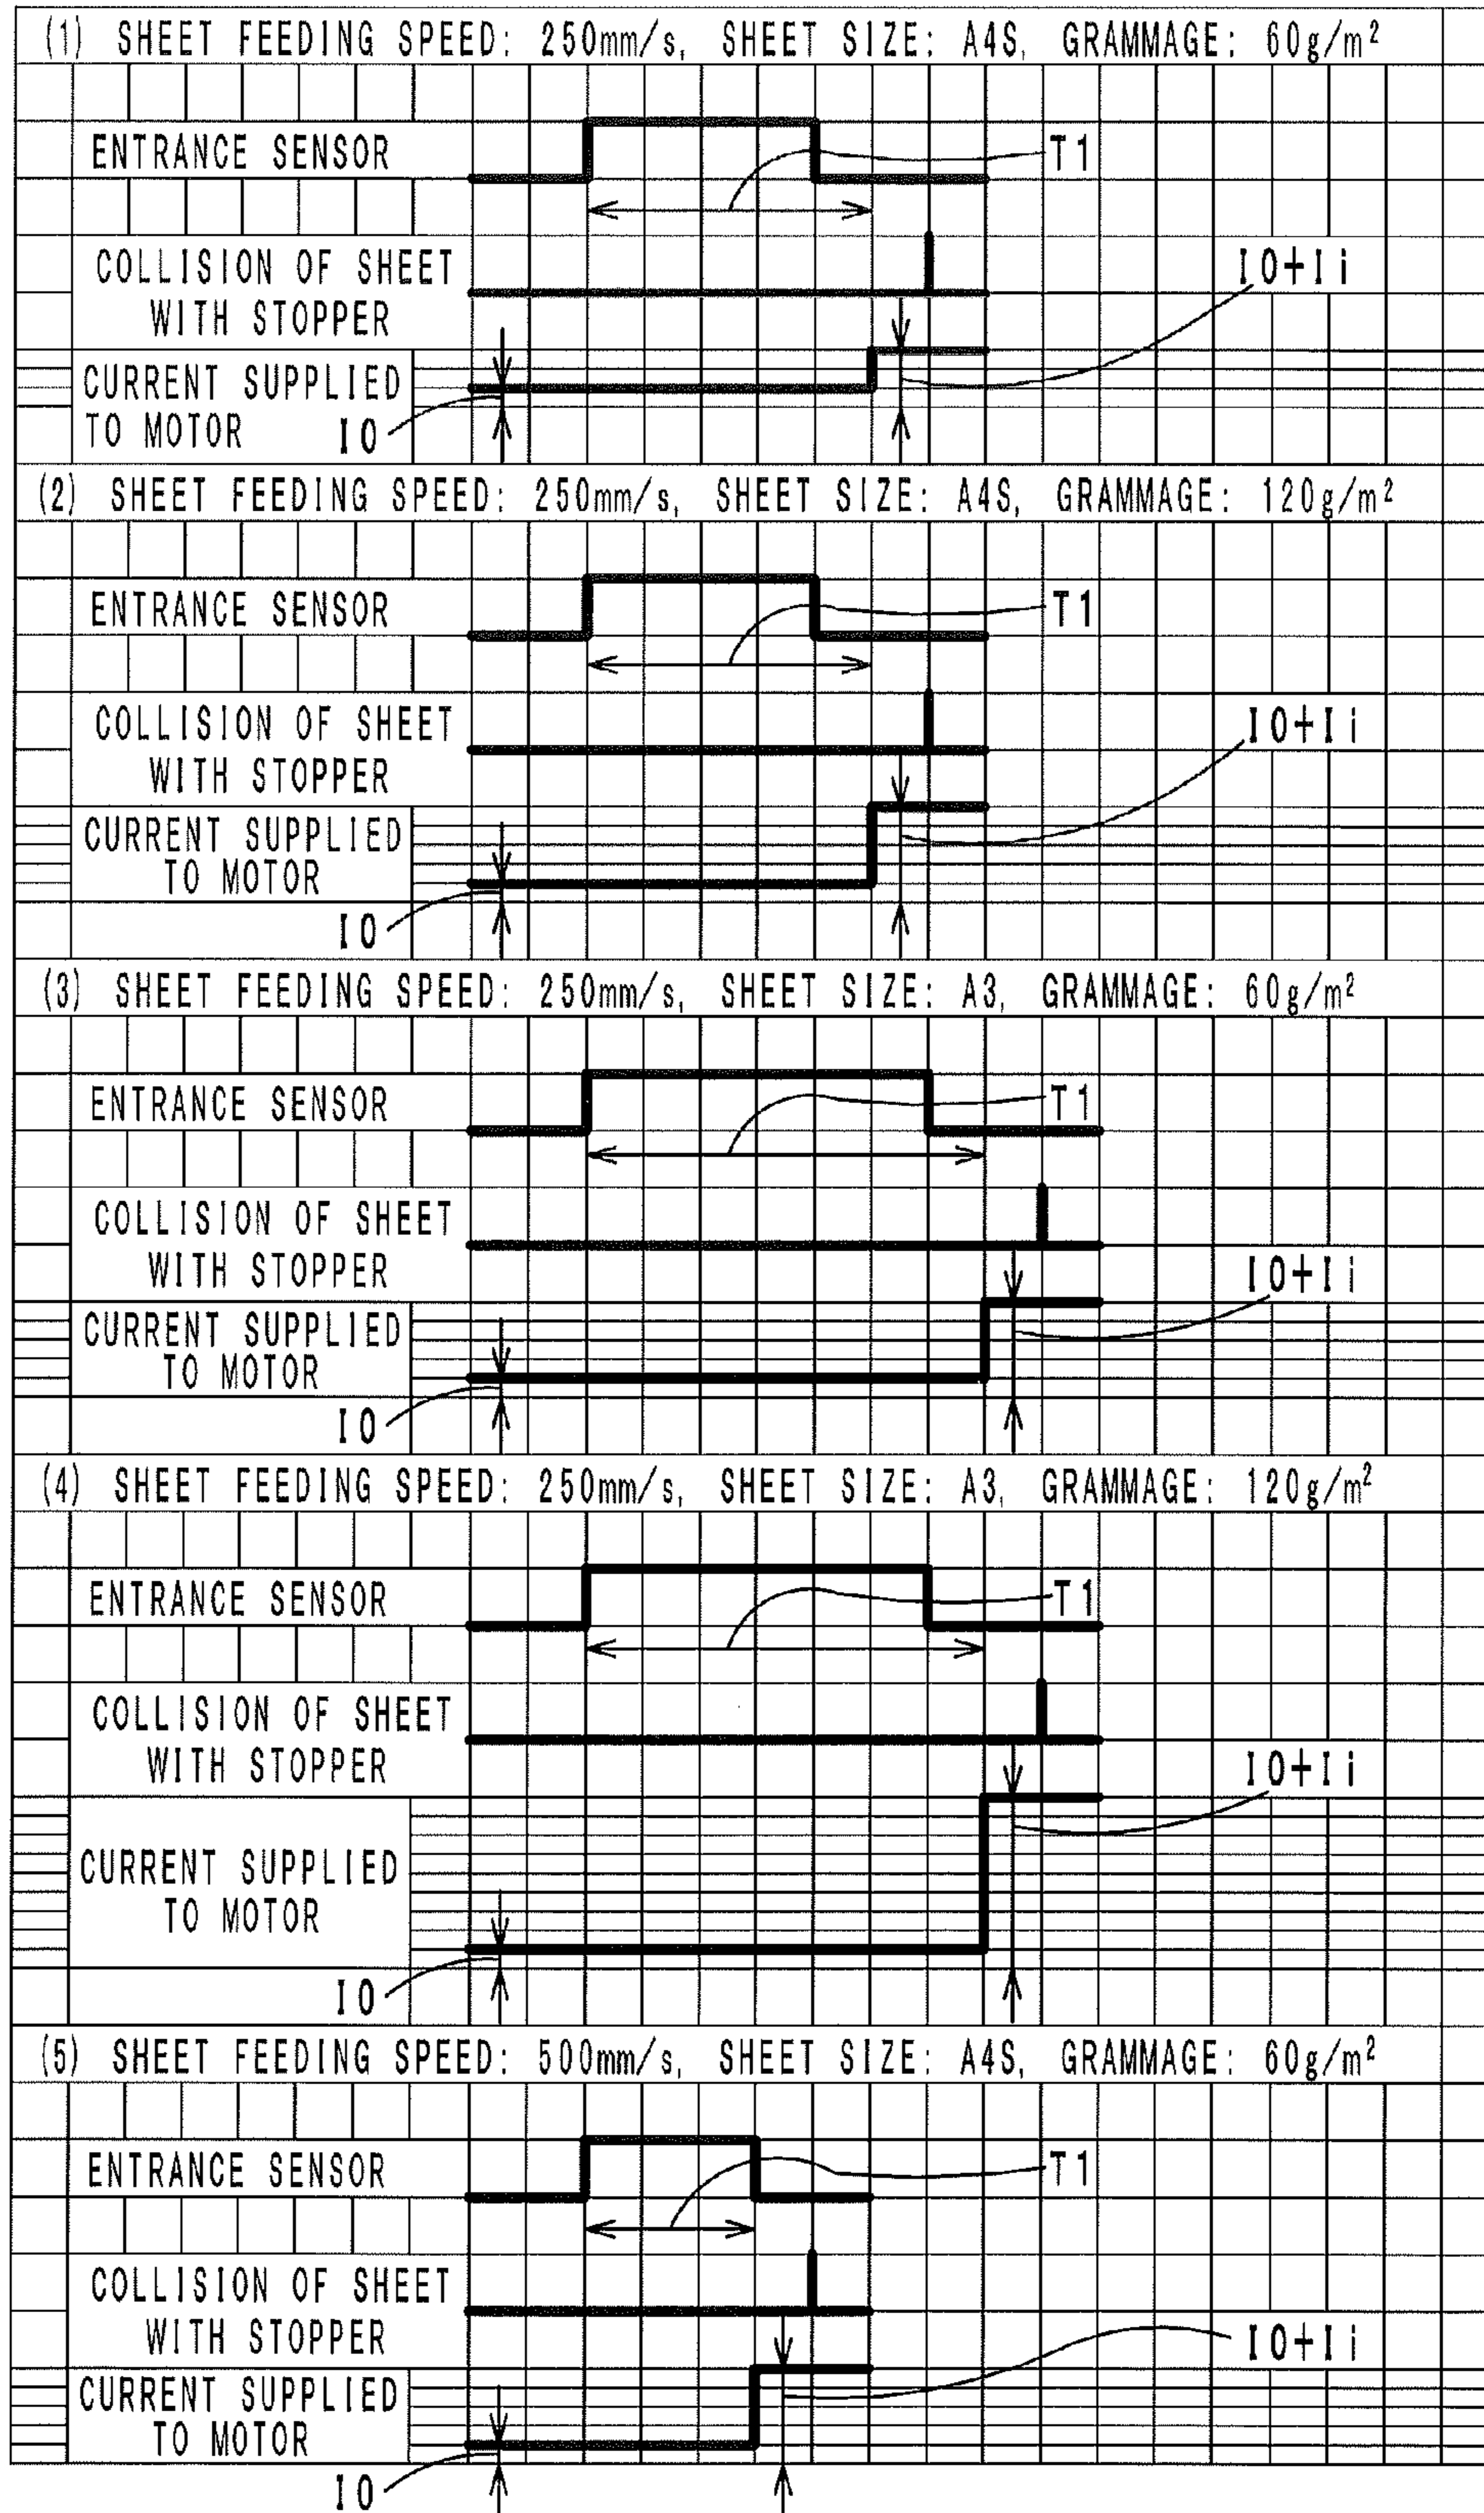 (1) SHEET FEEDING SPEED: 250mm/s, SHEET SIZE: A4S, GRAMMAGE: 60g/m²
ENTRANCE SENSOR
T1
COLLISION OF SHEET
WITH STOPPER
I0+Ii
CURRENT SUPPLIED
TO MOTOR
I0
(2) SHEET FEEDING SPEED: 250mm/s, SHEET SIZE: A4S, GRAMMAGE: 120g/m²
ENTRANCE SENSOR
T1
COLLISION OF SHEET
WITH STOPPER
I0+Ii
CURRENT SUPPLIED
TO MOTOR
I0
(3) SHEET FEEDING SPEED: 250mm/s, SHEET SIZE: A3, GRAMMAGE: 60g/m²
ENTRANCE SENSOR
T1
COLLISION OF SHEET
WITH STOPPER
I0+Ii
CURRENT SUPPLIED
TO MOTOR
I0
(4) SHEET FEEDING SPEED: 250mm/s, SHEET SIZE: A3, GRAMMAGE: 120g/m²
ENTRANCE SENSOR
T1
COLLISION OF SHEET
WITH STOPPER
I0+Ii
CURRENT SUPPLIED
TO MOTOR
I0
(5) SHEET FEEDING SPEED: 500mm/s, SHEET SIZE: A4S, GRAMMAGE: 60g/m²
ENTRANCE SENSOR
T1
COLLISION OF SHEET
WITH STOPPER
I0+Ii
CURRENT SUPPLIED
TO MOTOR
I0